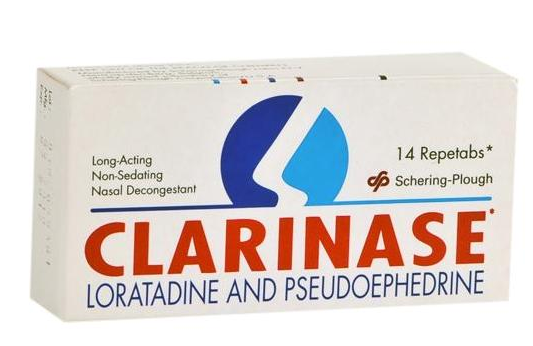 Long-Acting
Non-Sedating
Nasal Decongestant
14 Repetabs*
Schering-Plough
CLARINASE*
LORATADINE AND PSEUDOEPHEDRINE